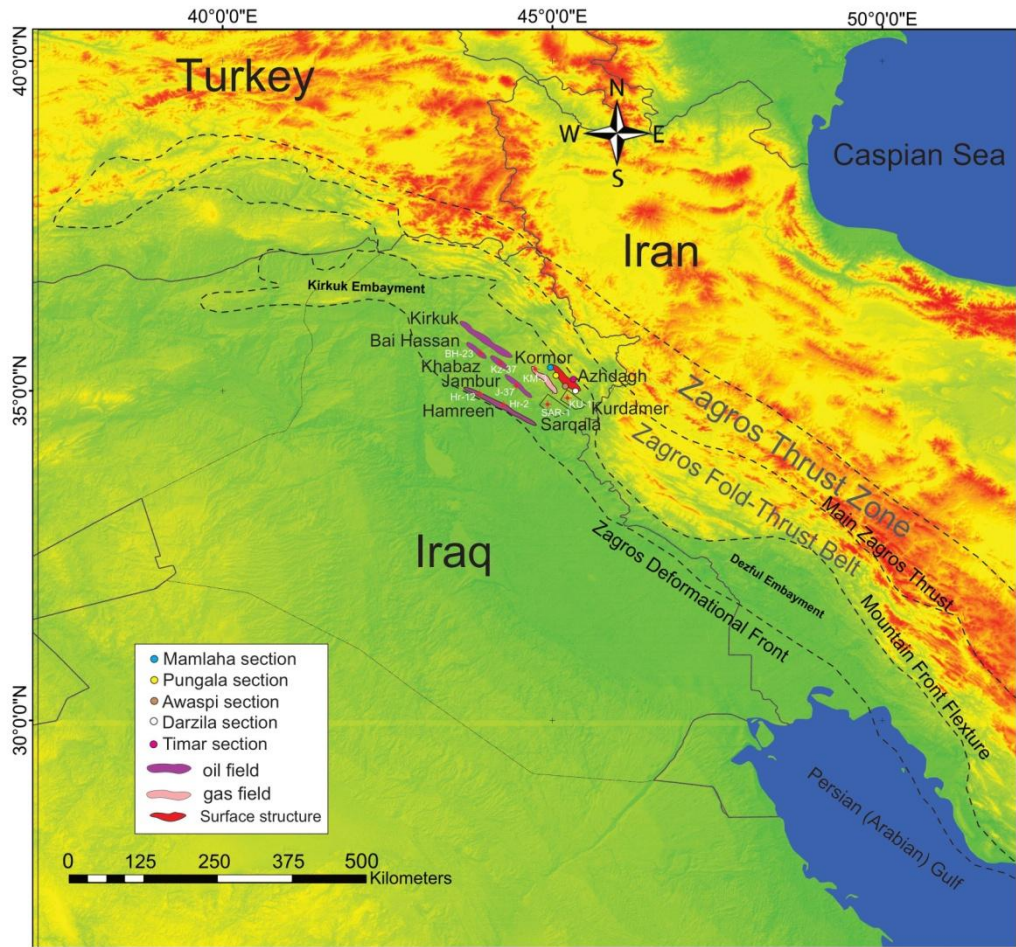 40°0'0"E
45°0'0"E
50°0'0"E
40°0'0"N
35°0'0"N
30°0'0"N
Turkey
N
W
E
S
Caspian Sea
Iran
Kirkuk Embayment
Kirkuk
Bai Hassan
BH-23
Khabaz
Kz-37
Kormor
KM-3
Azhdagh
Jambur
J-37
Hr-12
Hr-2
Hamreen
SAR-1
KU-1
Kurdamer
Sarqala
Zagros Thrust Zone
Zagros Fold-Thrust Belt
Main Zagros Thrust
Iraq
Zagros Deformational Front
Dezful Embayment
Mountain Front Flexture
Persian (Arabian) Gulf
Mamlaha section
Pungala section
Awaspi section
Darzila section
Timar section
oil field
gas field
Surface structure
0 125 250 375 500
Kilometers